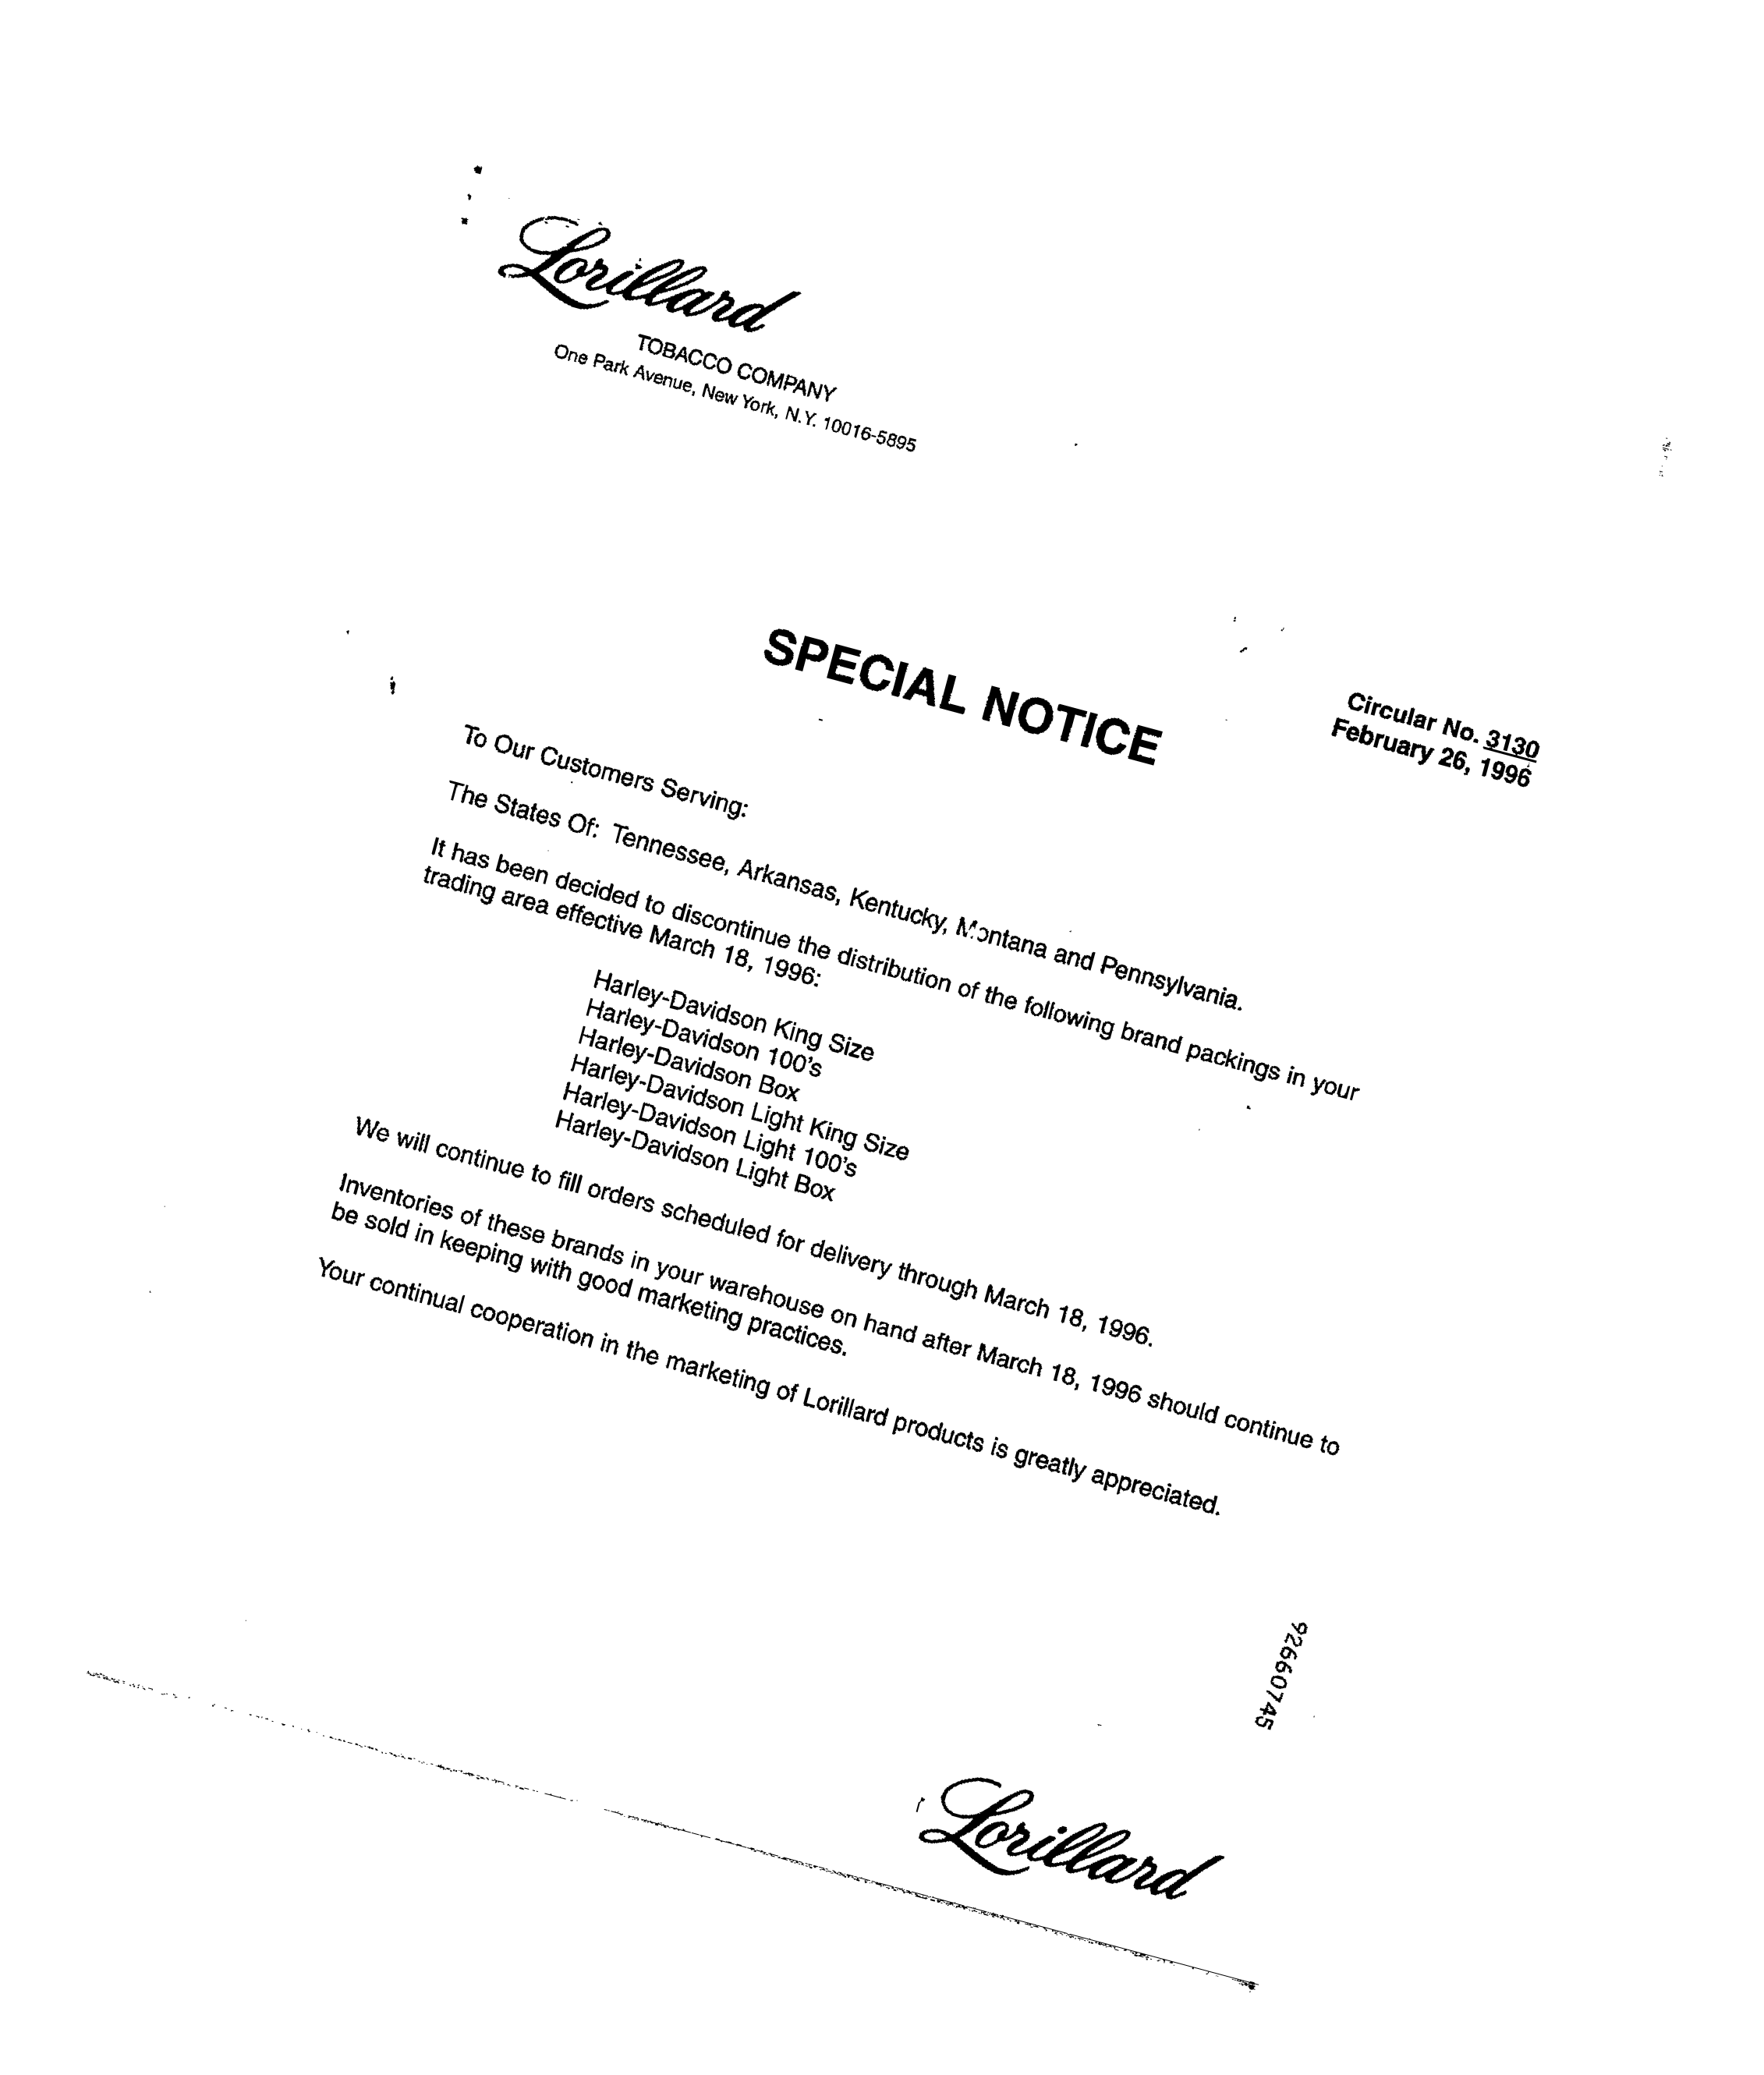 Lorillard
TOBACCO COMPANY
One Park Avenue, New York, N.Y. 10016-5895
SPECIAL NOTICE
Circular No. 3130
February 26, 1996
To Our Customers Serving:
The States Of: Tennessee, Arkansas, Kentucky, Montana and Pennsylvania.
It has been decided to discontinue the distribution of the following brand packings in your
trading area effective March 18, 1996:
Harley-Davidson King Size
Harley-Davidson 100's
Harley-Davidson Box
Harley-Davidson Light King Size
Harley-Davidson Light 100's
Harley-Davidson Light Box
We will continue to fill orders scheduled for delivery through March 18, 1996.
Inventories of these brands in your warehouse on hand after March 18, 1996 should continue to
be sold in keeping with good marketing practices.
Your continual cooperation in the marketing of Lorillard products is greatly appreciated.
92660745
Lorillard